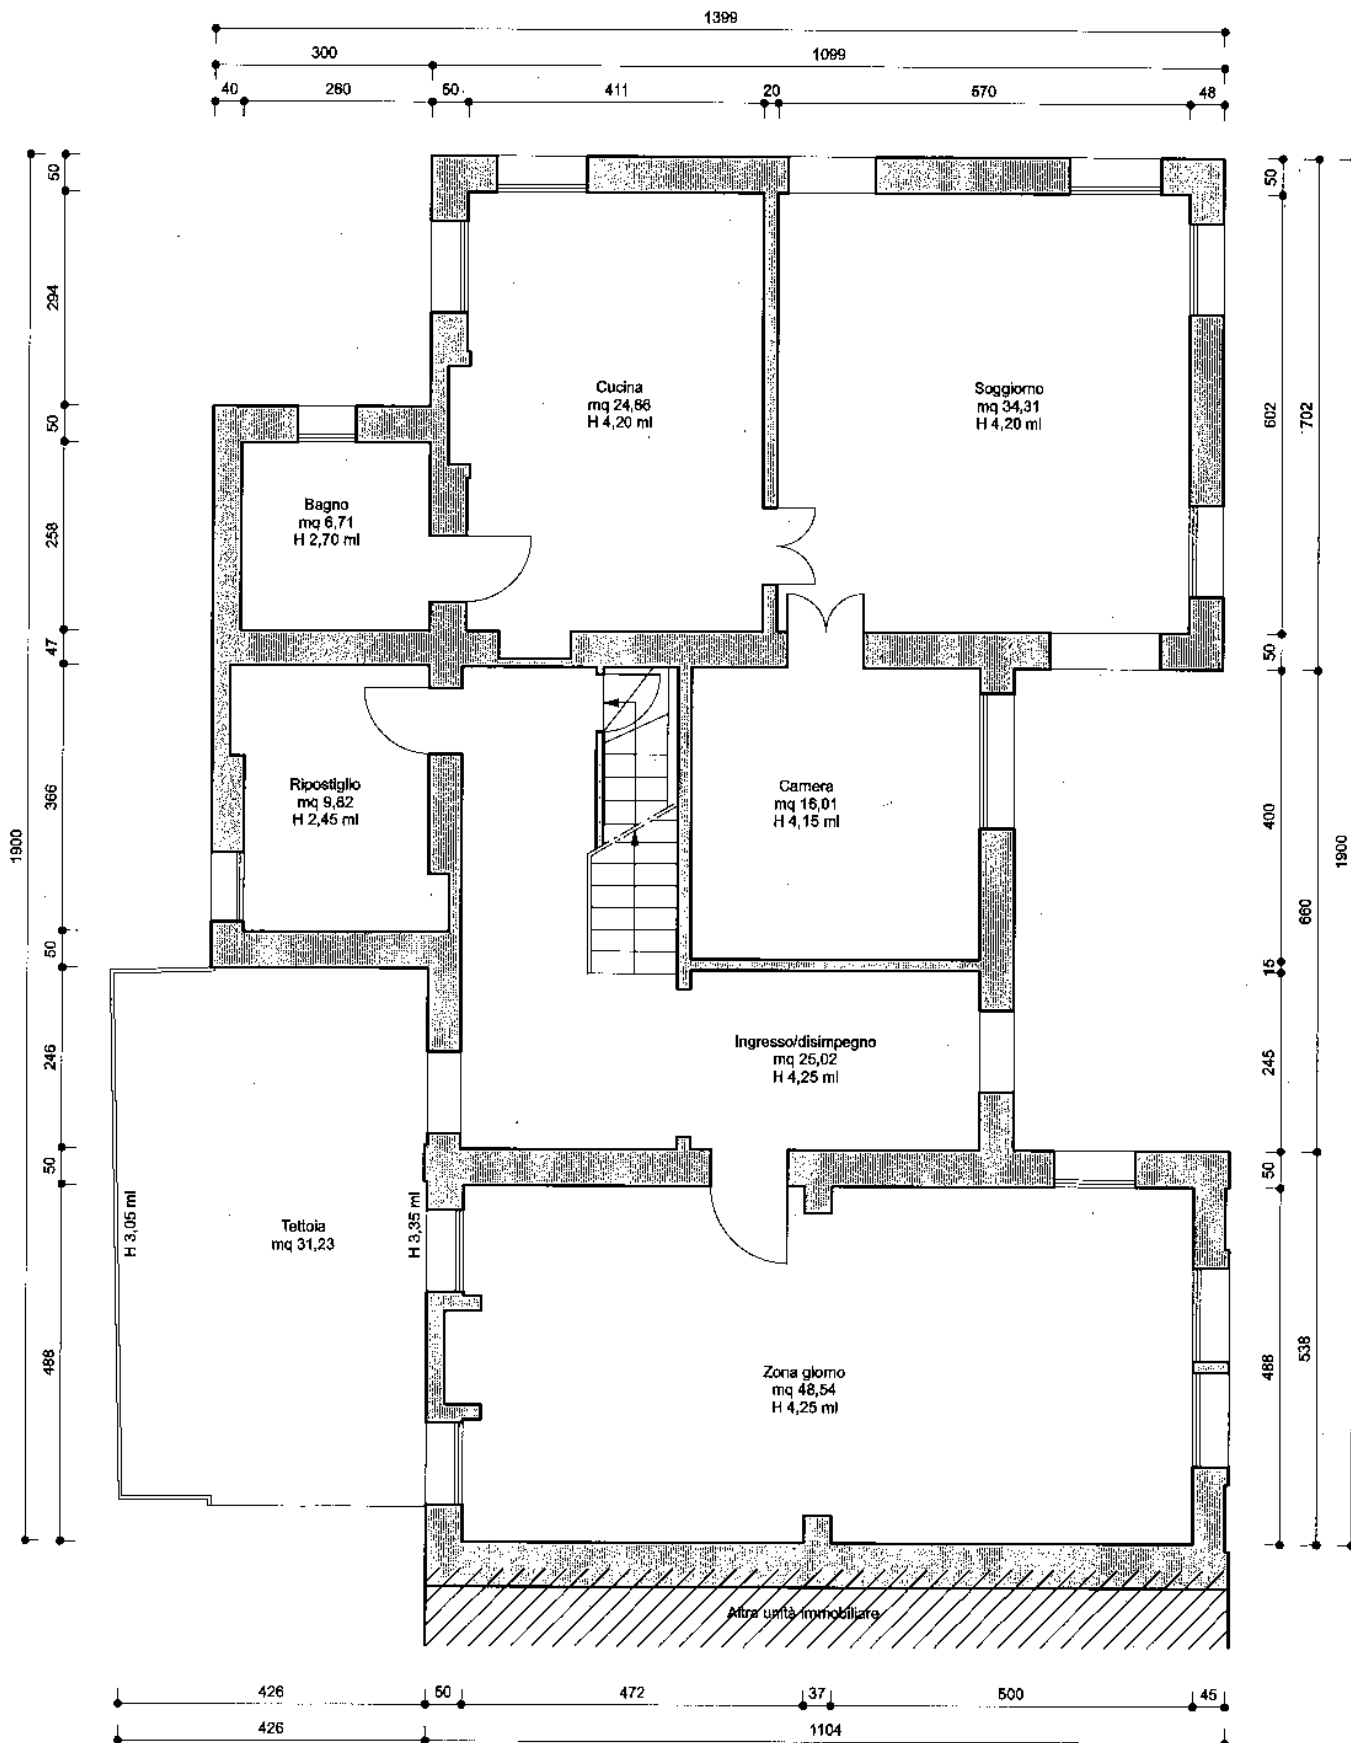 1399
300 1099
40 260 50 411 20 570 48
50
294
50
258
47
366
50
246
50
488
1900
50
602
50
400
15
245
50
488
702
660
538
1900
Cucina
mq 24,66
H 4,20 ml
Soggiorno
mq 34,31
H 4,20 ml
Bagno
mq 6,71
H 2,70 ml
Ripostiglio
mq 9,82
H 2,45 ml
Camera
mq 16,01
H 4,15 ml
Ingresso/disimpegno
mq 25,02
H 4,25 ml
H 3,05 ml
Tettoia
mq 31,23
H 3,35 ml
Zona giorno
mq 48,54
H 4,25 ml
Altra unità immobiliare
426 50 472 37 500 45
426 1104